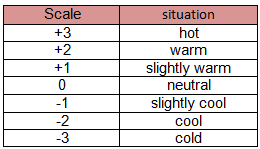 Scale situation
+3 hot
+2 warm
+1 slightly warm
0 neutral
-1 slightly cool
-2 cool
-3 cold